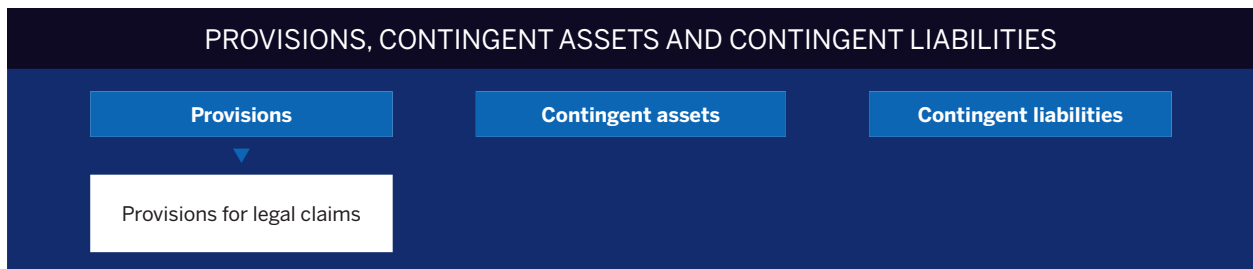 PROVISIONS, CONTINGENT ASSETS AND CONTINGENT LIABILITIES
Provisions
Contingent assets
Contingent liabilities
Provisions for legal claims